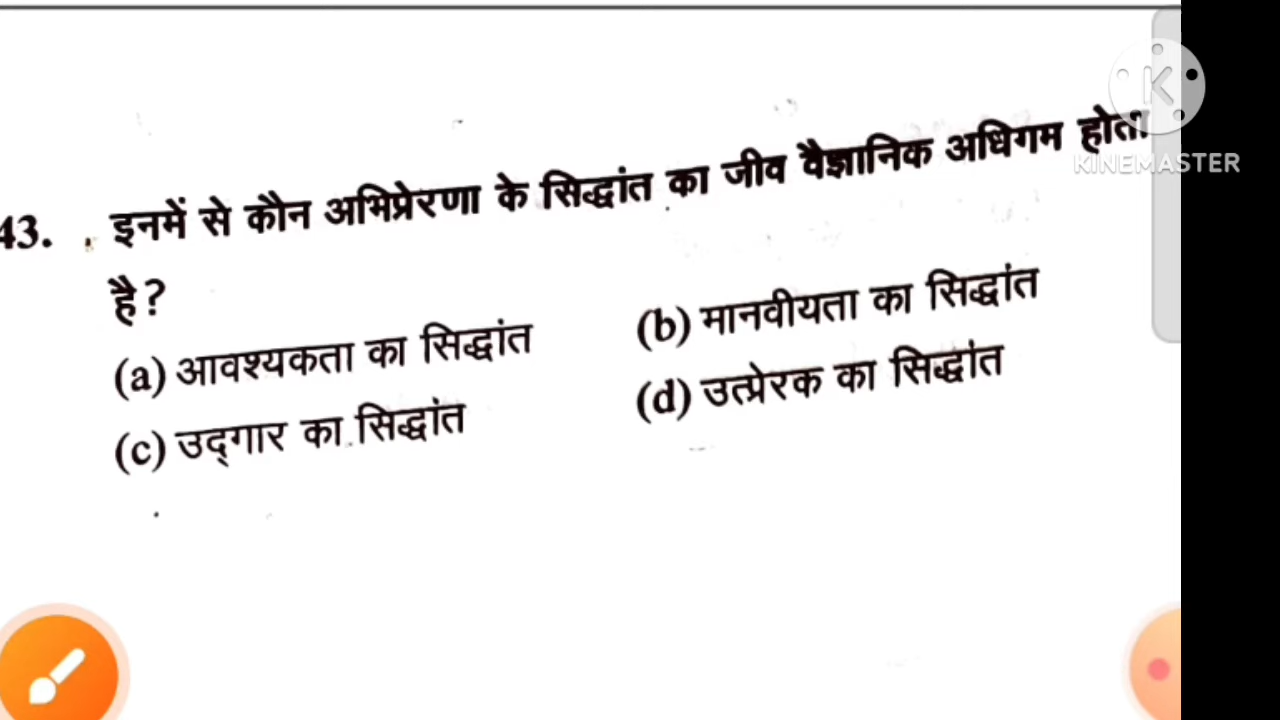 KINEMASTER
43. इनमें से कौन अभिप्रेरणा के सिद्धांत का जीव वैज्ञानिक अधिगम होता
है?
(a) आवश्यकता का सिद्धांत (b) मानवीयता का सिद्धांत
(c) उद्‌गार का सिद्धांत (d) उत्प्रेरक का सिद्धांत